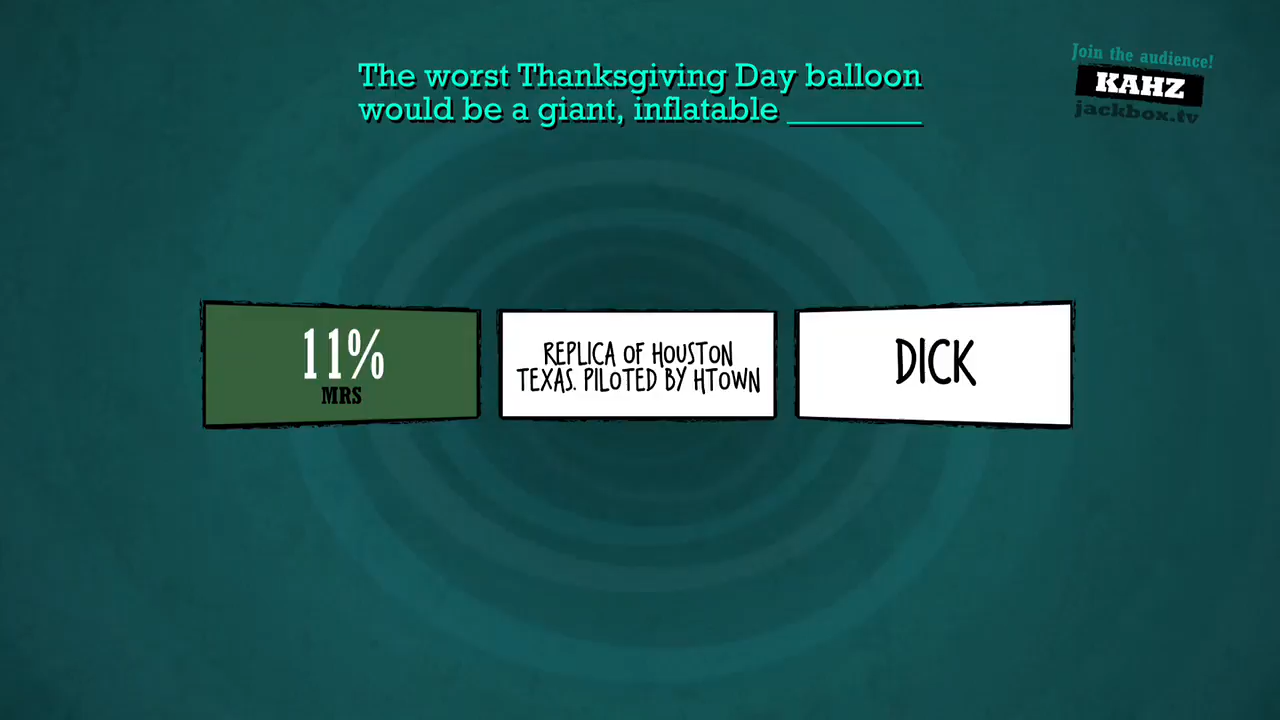 The worst Thanksgiving Day balloon
would be a giant, inflatable _________
Join the audience!
KAHZ
jackbox.tv
11%
MRS
REPLICA OF HOUSTON
TEXAS. PILOTED BY HTOWN
DICK